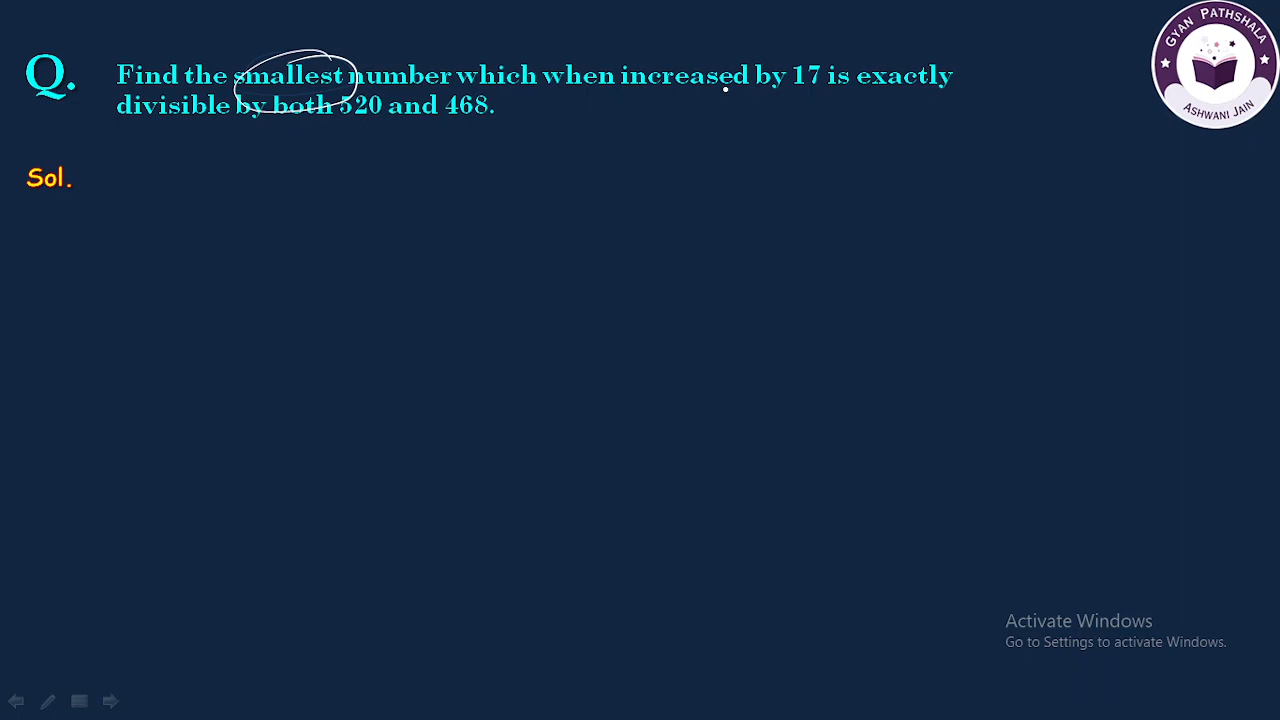 Q. Find the smallest number which when increased by 17 is exactly
divisible by both 520 and 468.
GYAN PATHSHALA
ASHWANI JAIN
Sol.
Activate Windows
Go to Settings to activate Windows.